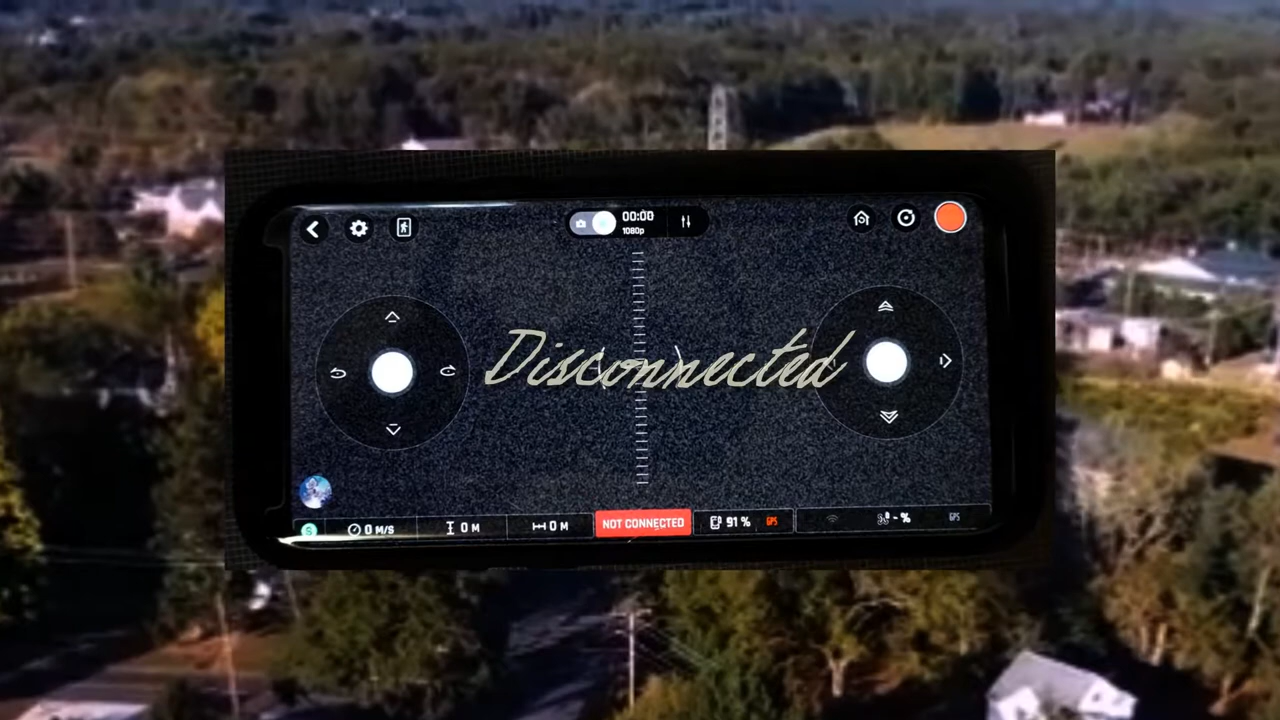 00:00
1080p
Disconnected
S 0 M/S 0 M 0 M NOT CONNECTED 91 % GPS - % GPS